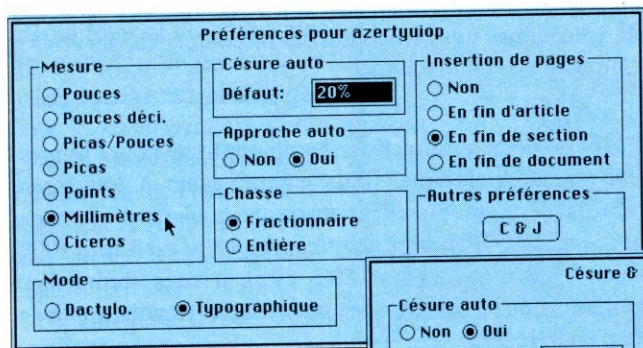 Préférences pour azertyuiop
Mesure
Pouces
Pouces déci.
Picas/Pouces
Picas
Points
Millimètres
Ciceros
Césure auto
Défaut: 20%
Approche auto
Non Oui
Chasse
Fractionnaire
Entière
Insertion de pages
Non
En fin d'article
En fin de section
En fin de document
Autres préférences
C & J
Mode
Dactylo. Typographique
Césure &
Césure auto
Non Oui